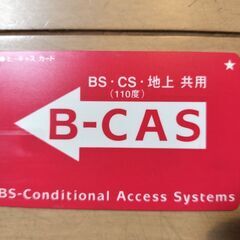 ●ビーキャス カード
BS・CS・地上 共用
(110度)
B-CAS
BS-Conditional Access Systems